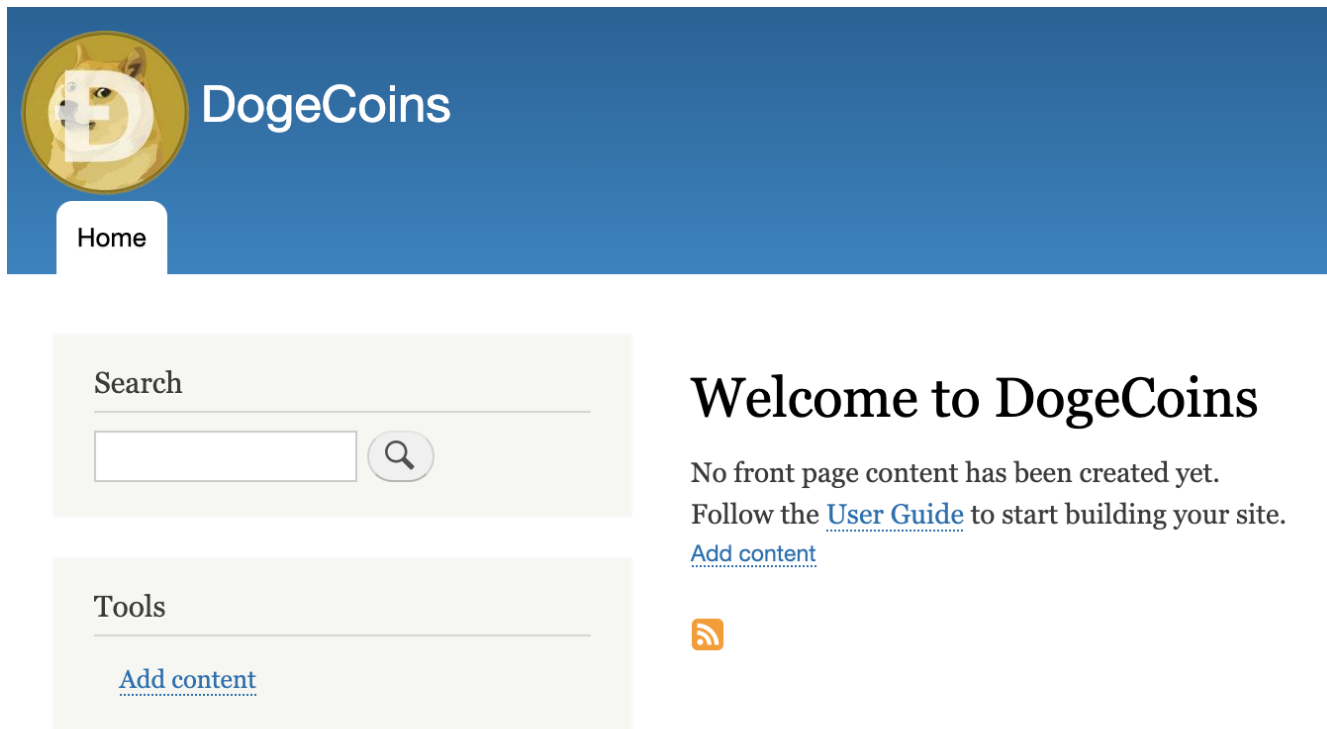 Ð
DogeCoins
Home
Search
Welcome to DogeCoins
No front page content has been created yet.
Follow the User Guide to start building your site.
Add content
Tools
Add content